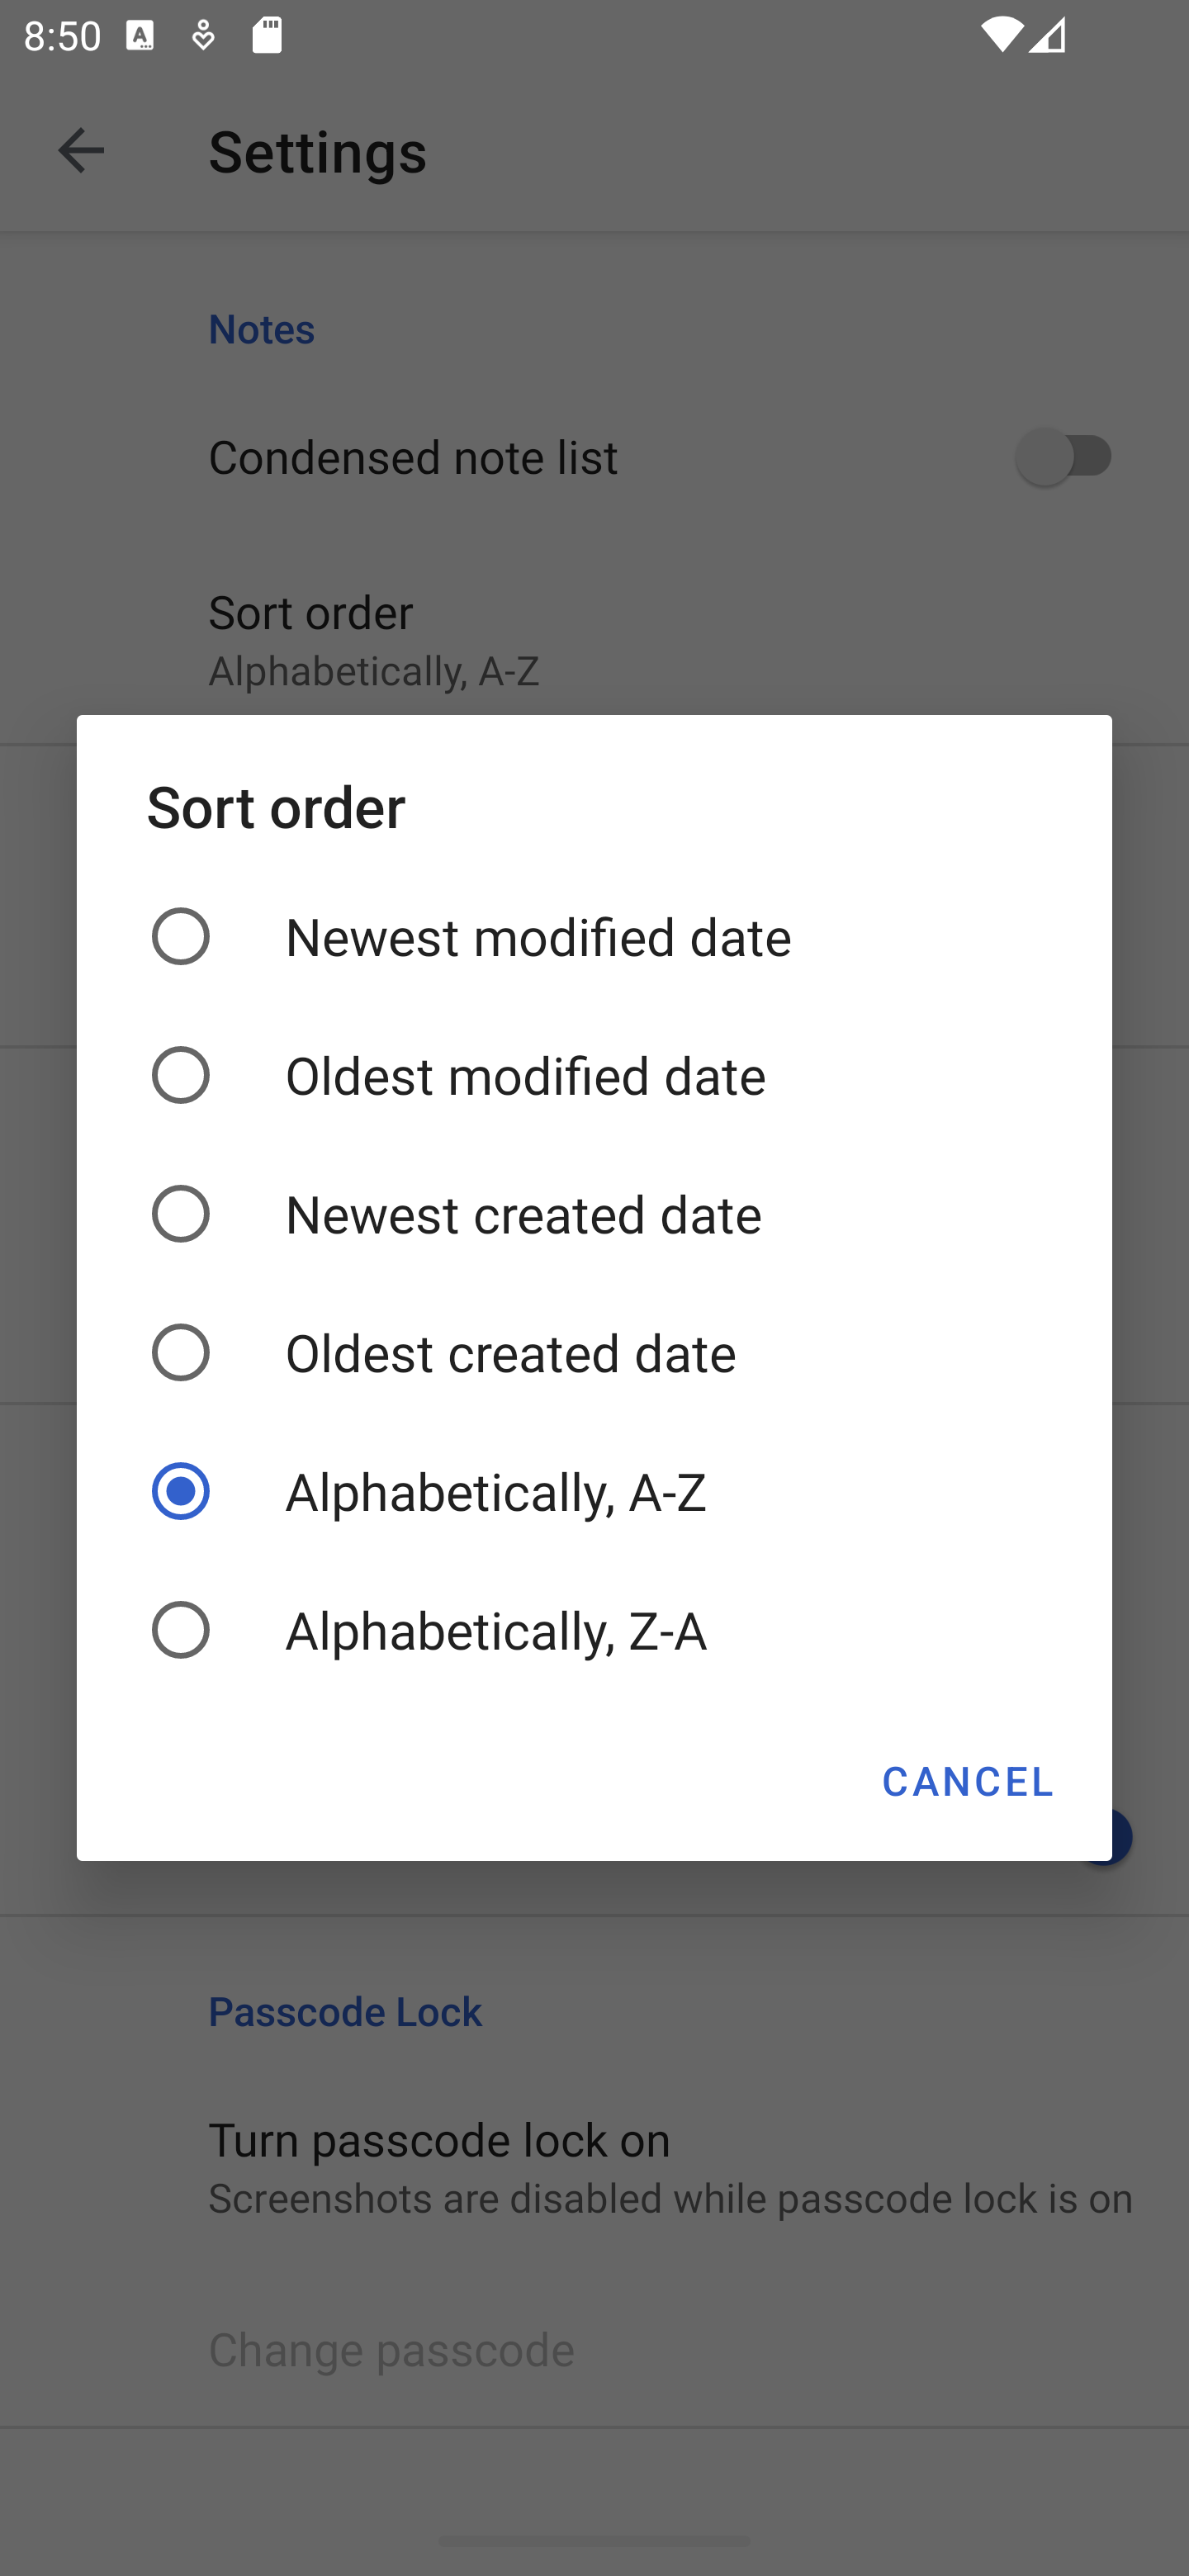 8:50
Settings
Notes
Condensed note list
Sort order
Alphabetically, A-Z
Sort order
Newest modified date
Oldest modified date
Newest created date
Oldest created date
Alphabetically, A-Z
Alphabetically, Z-A
CANCEL
Passcode Lock
Turn passcode lock on
Screenshots are disabled while passcode lock is on
Change passcode